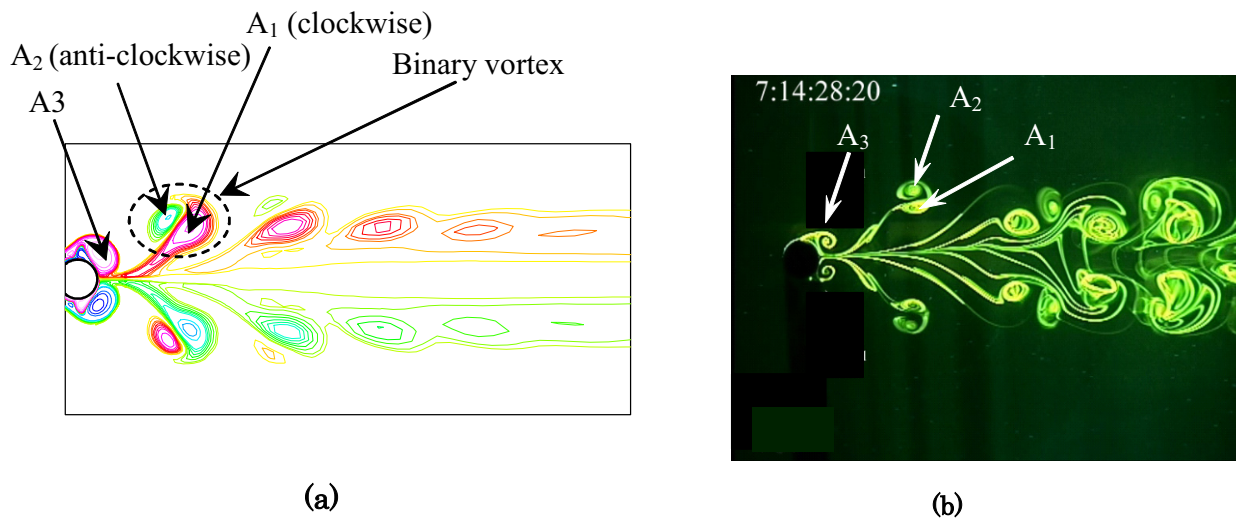 A₁ (clockwise)
A₂ (anti-clockwise)
Binary vortex
A3
7:14:28:20
A₂
A₃
A₁
(a)
(b)